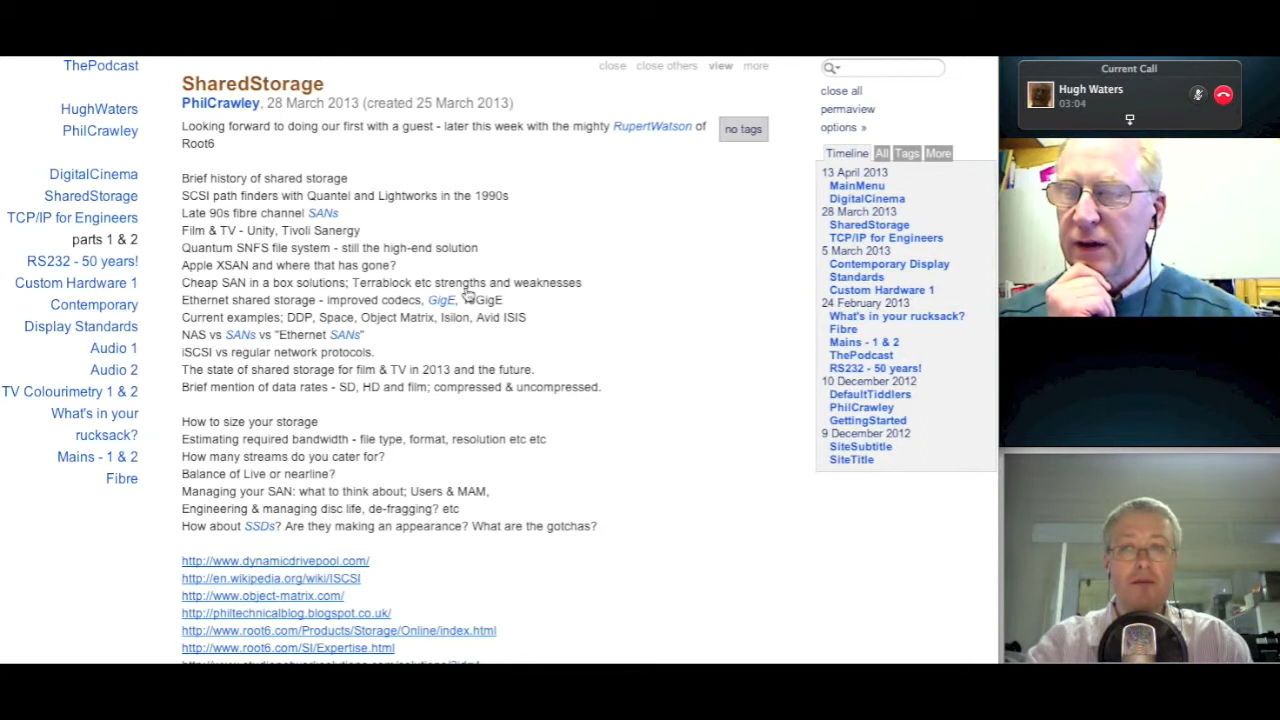 ThePodcast
HughWaters
PhilCrawley
DigitalCinema
SharedStorage
TCP/IP for Engineers
parts 1 & 2
RS232 - 50 years!
Custom Hardware 1
Contemporary
Display Standards
Audio 1
Audio 2
TV Colourimetry 1 & 2
What's in your
rucksack?
Mains - 1 & 2
Fibre
close close others view more
SharedStorage
PhilCrawley, 28 March 2013 (created 25 March 2013)
Looking forward to doing our first with a guest - later this week with the mighty RupertWatson of
Root6
no tags
Brief history of shared storage
SCSI path finders with Quantel and Lightworks in the 1990s
Late 90s fibre channel SANs
Film & TV - Unity, Tivoli Sanergy
Quantum SNFS file system - still the high-end solution
Apple XSAN and where that has gone?
Cheap SAN in a box solutions; Terrablock etc strengths and weaknesses
Ethernet shared storage - improved codecs, GigE, GigE
Current examples; DDP, Space, Object Matrix, Isilon, Avid ISIS
NAS vs SANs vs "Ethernet SANs"
iSCSI vs regular network protocols.
The state of shared storage for film & TV in 2013 and the future.
Brief mention of data rates - SD, HD and film; compressed & uncompressed.
How to size your storage
Estimating required bandwidth - file type, format, resolution etc etc
How many streams do you cater for?
Balance of Live or nearline?
Managing your SAN: what to think about; Users & MAM,
Engineering & managing disc life, de-fragging? etc
How about SSDs? Are they making an appearance? What are the gotchas?
http://www.dynamicdrivepool.com/
http://en.wikipedia.org/wiki/ISCSI
http://www.object-matrix.com/
http://philtechnicalblog.blogspot.co.uk/
http://www.root6.com/Products/Storage/Online/index.html
http://www.root6.com/SI/Expertise.html
close all
permaview
options »
Timeline All Tags More
13 April 2013
MainMenu
DigitalCinema
28 March 2013
SharedStorage
TCP/IP for Engineers
5 March 2013
Contemporary Display
Standards
Custom Hardware 1
24 February 2013
What's in your rucksack?
Fibre
Mains - 1 & 2
ThePodcast
RS232 - 50 years!
10 December 2012
DefaultTiddlers
PhilCrawley
GettingStarted
9 December 2012
SiteSubtitle
SiteTitle
Current Call
Hugh Waters
03:04